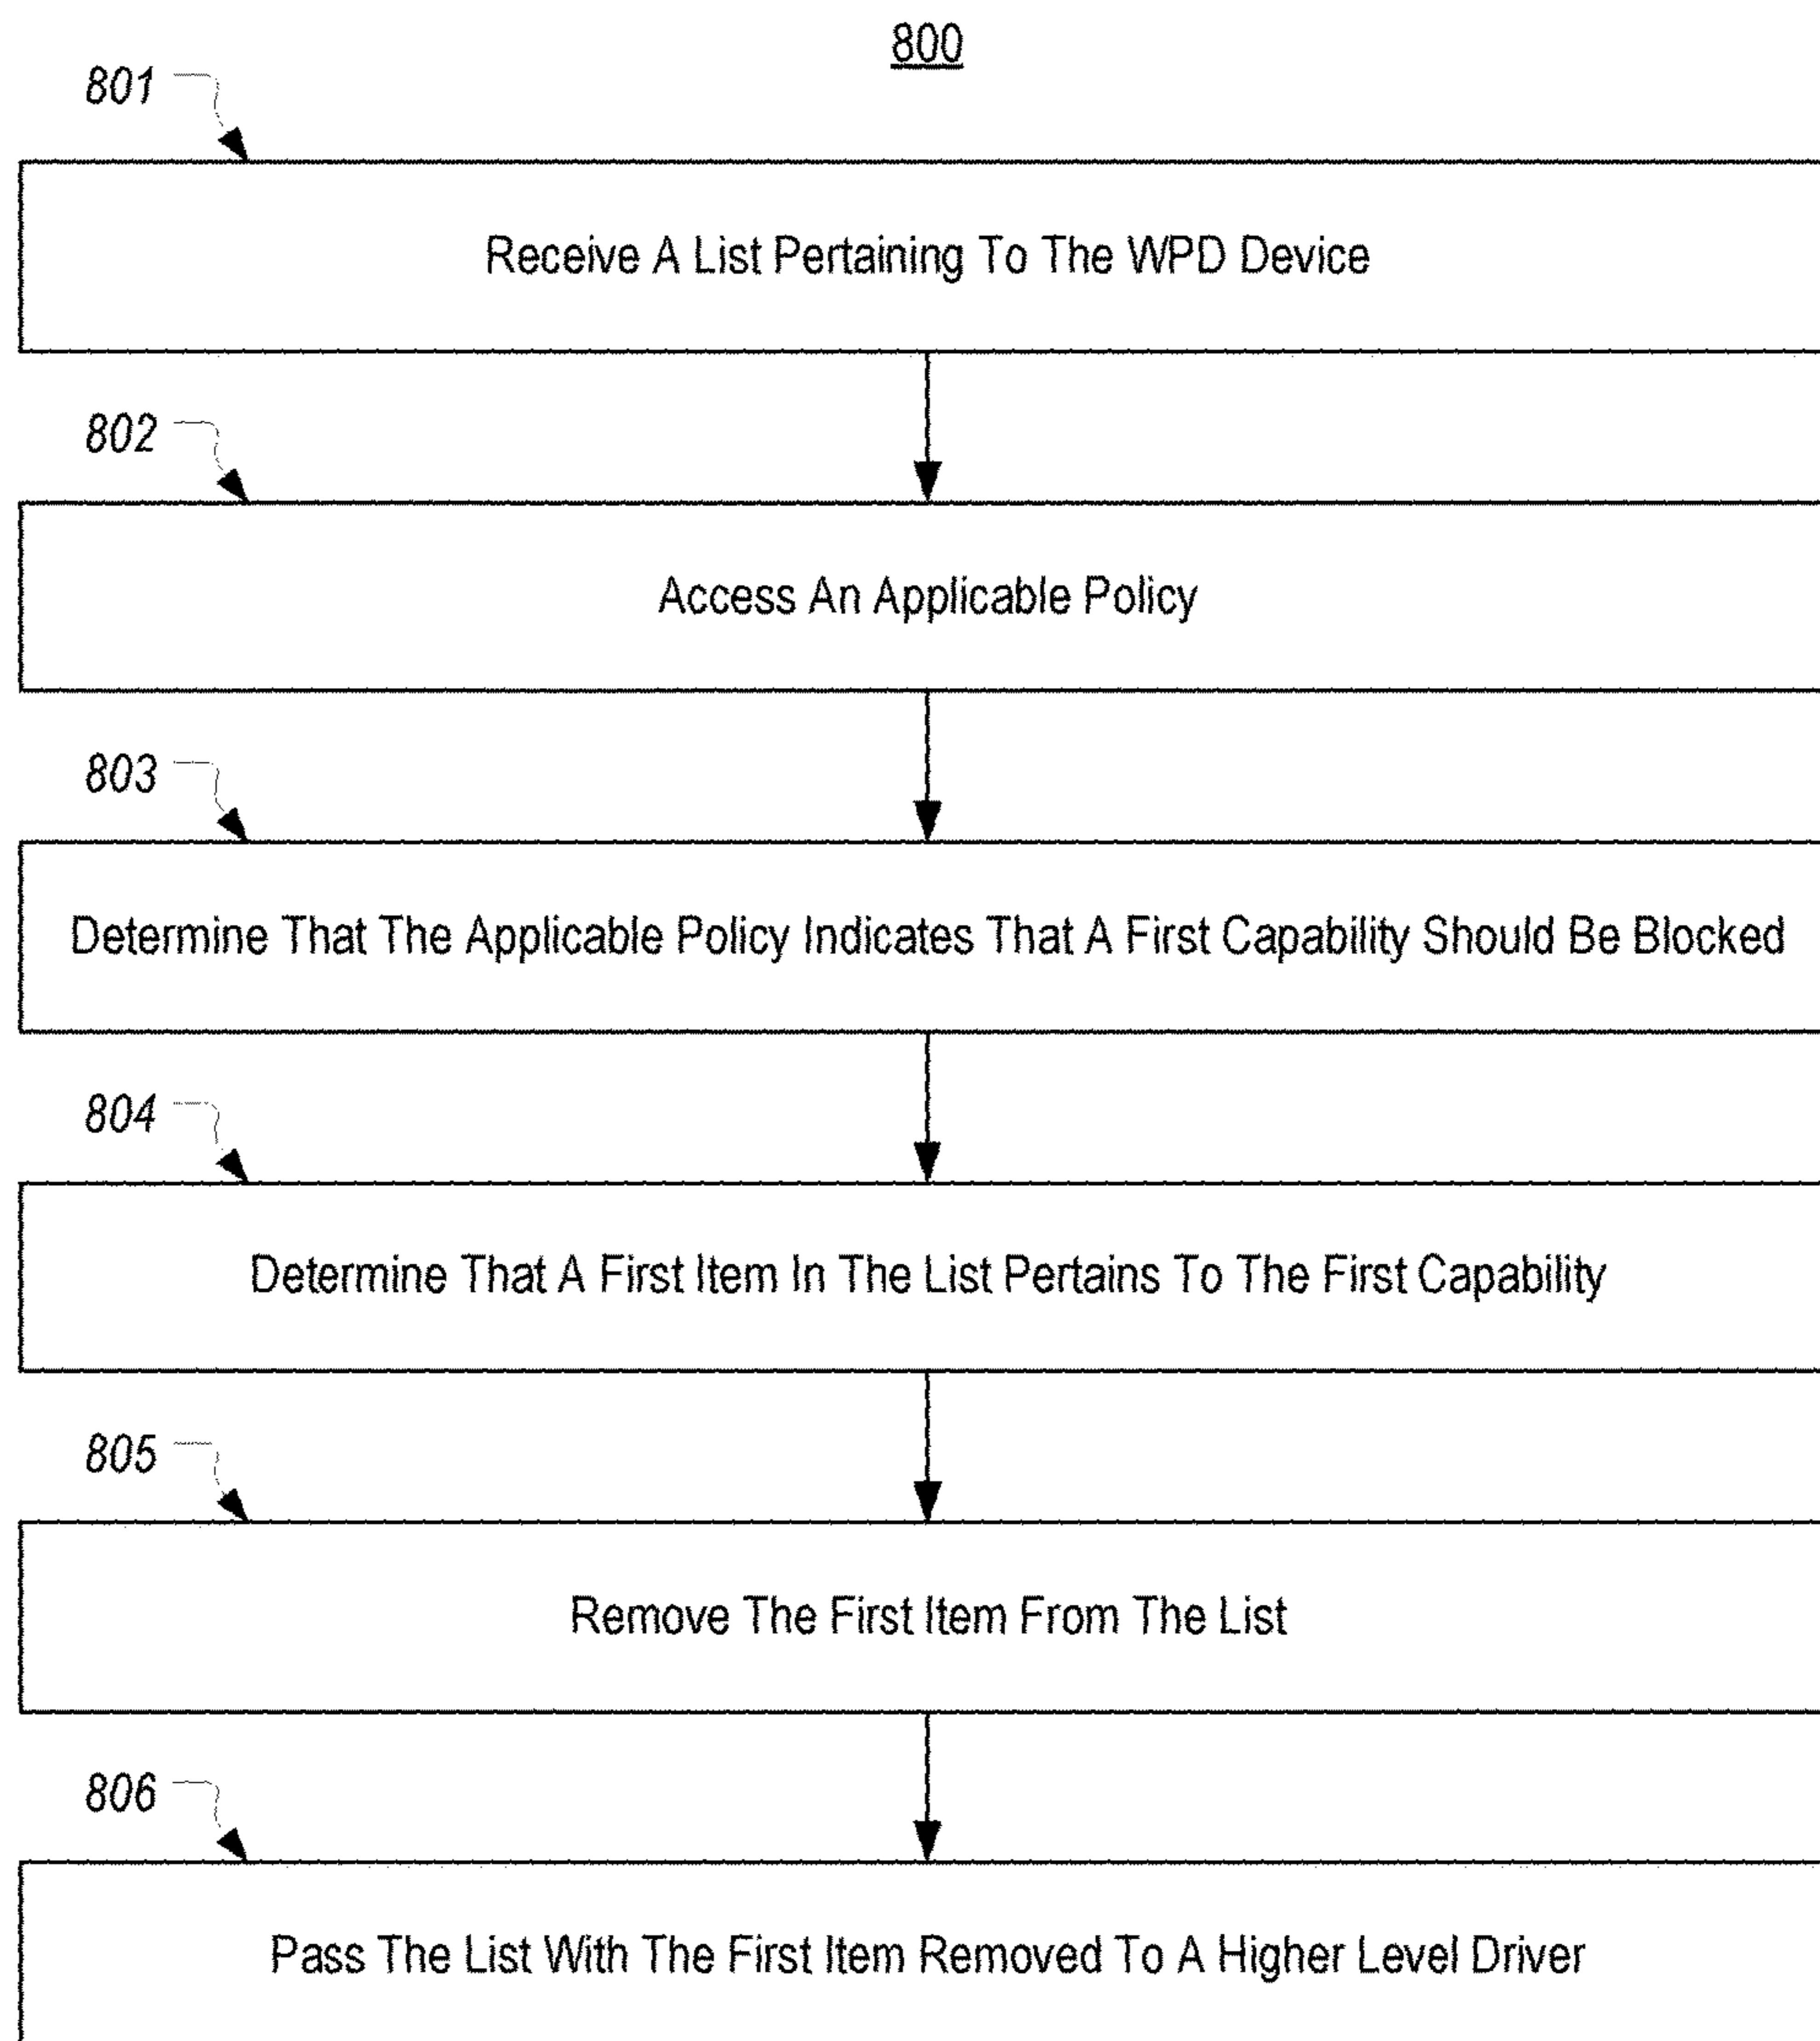 800
801
Receive A List Pertaining To The WPD Device
802
Access An Applicable Policy
803
Determine That The Applicable Policy Indicates That A First Capability Should Be Blocked
804
Determine That A First Item In The List Pertains To The First Capability
805
Remove The First Item From The List
806
Pass The List With The First Item Removed To A Higher Level Driver